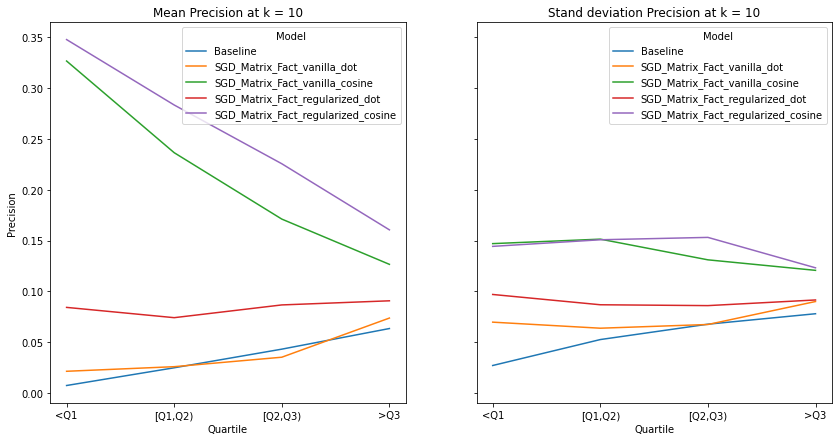 Mean Precision at k = 10
Model
Baseline
SGD_Matrix_Fact_vanilla_dot
SGD_Matrix_Fact_vanilla_cosine
SGD_Matrix_Fact_regularized_dot
SGD_Matrix_Fact_regularized_cosine
0.35
0.30
0.25
0.20
0.15
0.10
0.05
0.00
Precision
<Q1 [Q1,Q2) [Q2,Q3) >Q3
Quartile
Stand deviation Precision at k = 10
Model
Baseline
SGD_Matrix_Fact_vanilla_dot
SGD_Matrix_Fact_vanilla_cosine
SGD_Matrix_Fact_regularized_dot
SGD_Matrix_Fact_regularized_cosine
<Q1 [Q1,Q2) [Q2,Q3) >Q3
Quartile